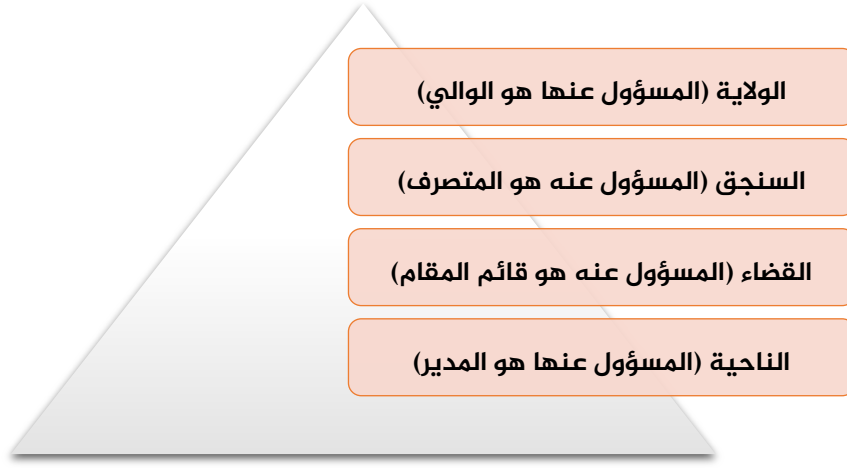 الولاية (المسؤول عنها هو الوالي)
السنجق (المسؤول عنه هو المتصرف)
القضاء (المسؤول عنه هو قائم المقام)
الناحية (المسؤول عنها هو المدير)